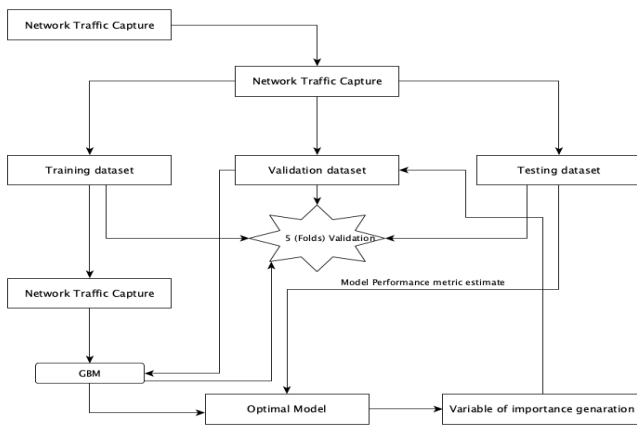 Network Traffic Capture
Network Traffic Capture
Training dataset
Validation dataset
Testing dataset
5 (Folds) Validation
Model Performance metric estimate
Network Traffic Capture
GBM
Optimal Model
Variable of importance genaration